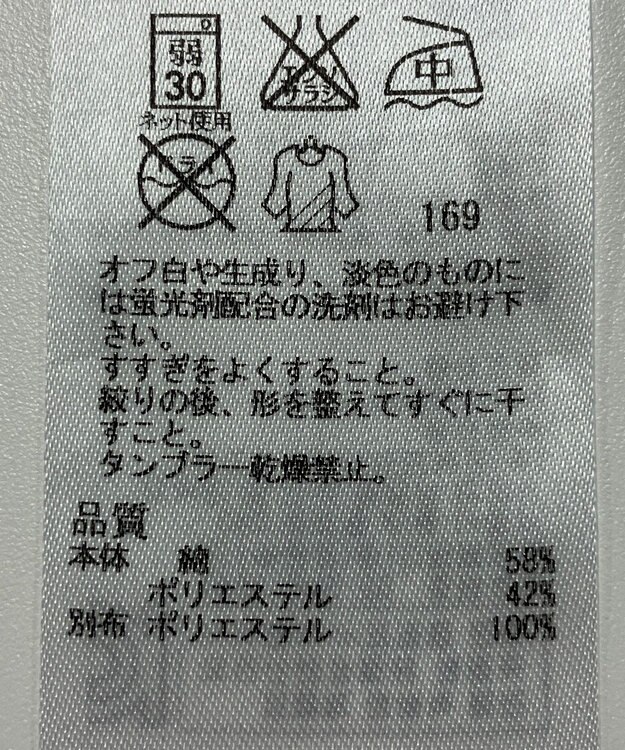 弱
30
ネット使用
エンソ
サラシ
中
ドライ
169
オフ白や生成り、淡色のものに
は蛍光剤配合の洗剤はお避け下
さい。
すすぎをよくすること。
絞りの後、形を整えてすぐに干
すこと。
タンブラー乾燥禁止。
品質
本体 綿 58%
ポリエステル 42%
別布 ポリエステル 100%